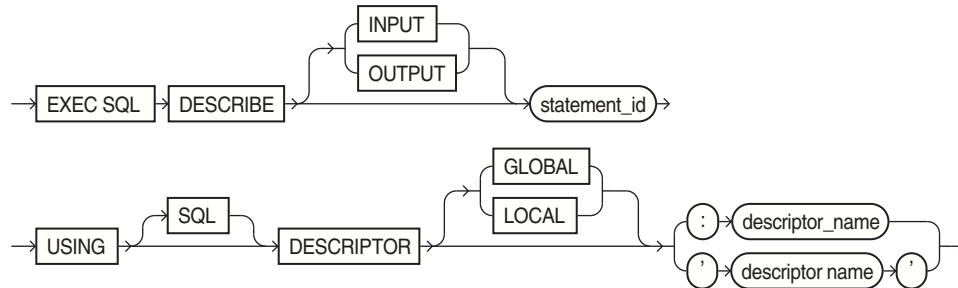 INPUT
OUTPUT
EXEC SQL DESCRIBE statement_id
GLOBAL
SQL LOCAL
USING DESCRIPTOR : descriptor_name
' descriptor name '